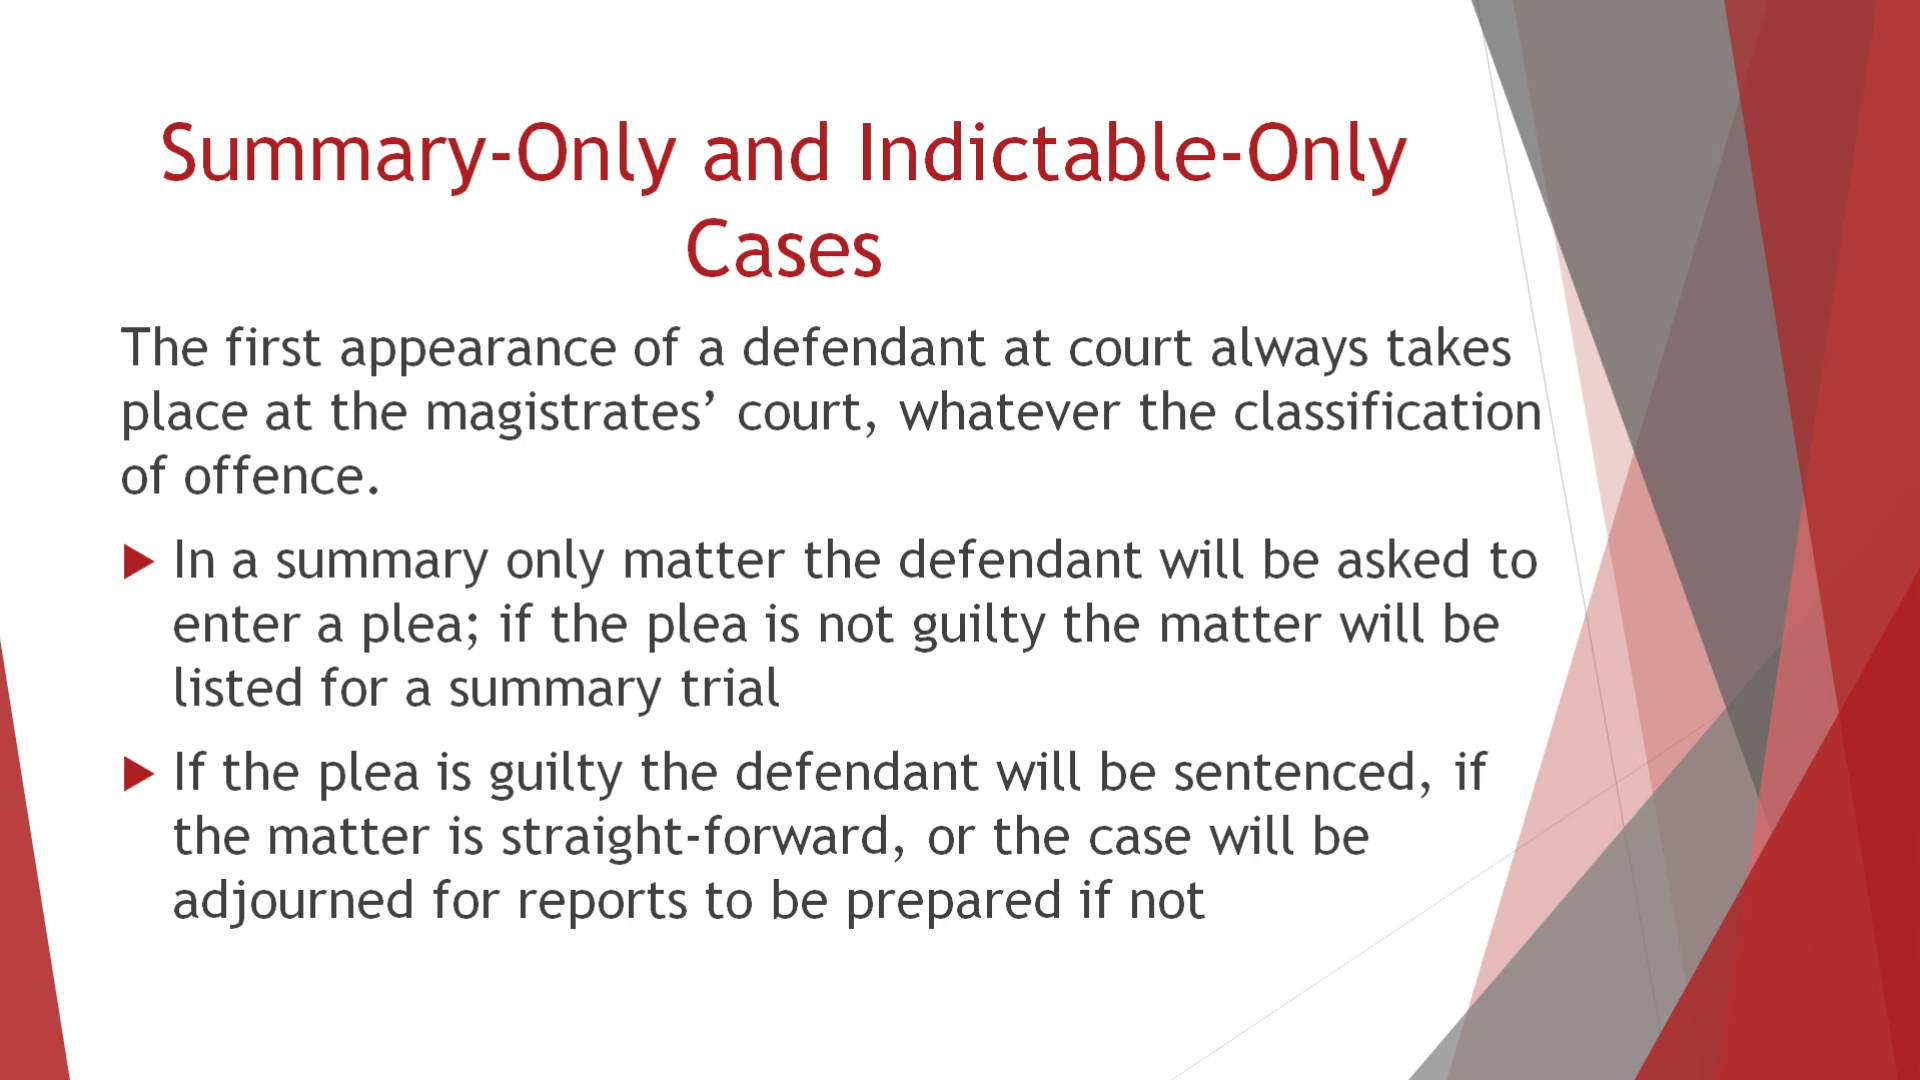 Summary-Only and Indictable-Only
Cases
The first appearance of a defendant at court always takes
place at the magistrates’ court, whatever the classification
of offence.
In a summary only matter the defendant will be asked to
enter a plea; if the plea is not guilty the matter will be
listed for a summary trial
If the plea is guilty the defendant will be sentenced, if
the matter is straight-forward, or the case will be
adjourned for reports to be prepared if not